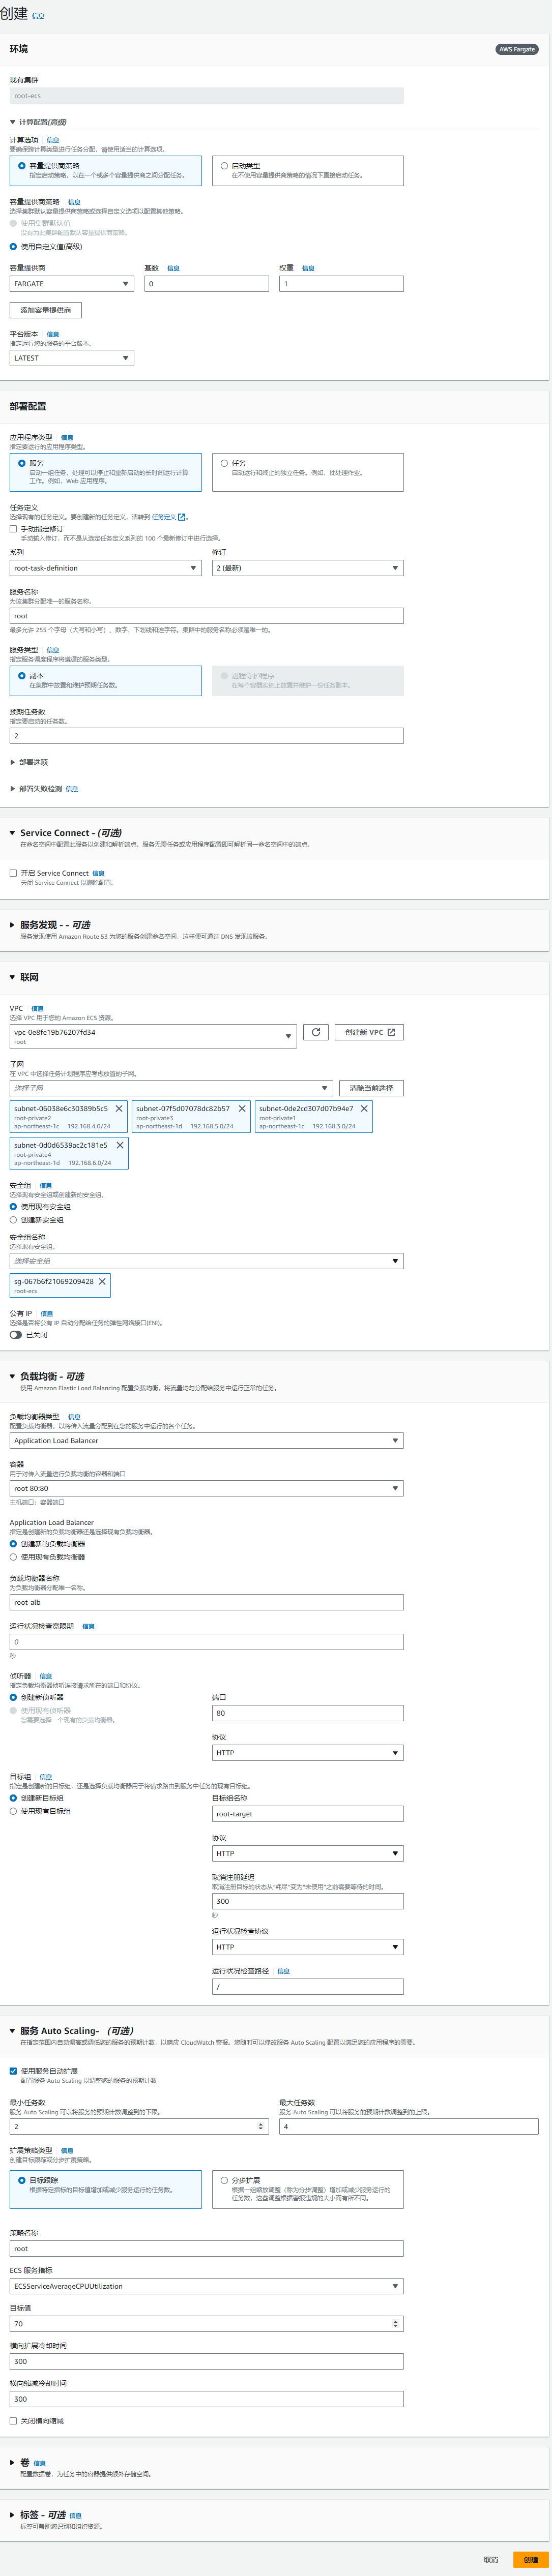 创建 信息
环境
AWS Fargate
现有集群
root-ecs
计算配置(高级)
计算选项 信息
要确保跨计算类型进行任务分配，请使用适当的计算选项。
容量提供商策略
指定启动策略，以在一个或多个容量提供商之间分配任务。
启动类型
在不使用容量提供商策略的情况下直接启动任务。
容量提供商策略 信息
选择集群默认容量提供商策略或选择自定义选项以配置其他策略。
使用集群默认值
没有为此集群配置默认容量提供商策略。
使用自定义值(高级)
容量提供商
基数 信息
权重 信息
FARGATE
0
1
添加容量提供商
平台版本 信息
指定运行您的服务的平台版本。
LATEST
部署配置
应用程序类型 信息
指定要运行的应用程序类型。
服务
启动一组任务，处理可以停止和重新启动的长时间运行计算
工作。例如，Web 应用程序。
任务
启动运行和终止的独立任务。例如，批处理作业。
任务定义
选择现有的任务定义。要创建新的任务定义，请转到 任务定义。
手动指定修订
手动输入修订，而不是从选定任务定义系列的 100 个最新修订中进行选择。
系列
修订
root-task-definition
2 (最新)
服务名称
为该集群分配唯一的服务名称。
root
最多允许 255 个字母（大写和小写）、数字、下划线和连字符。集群中的服务名称必须是唯一的。
服务类型 信息
指定服务调度程序将遵循的服务类型。
副本
在集群中放置和维护预期任务数。
进程守护程序
在每个容器实例上放置并维护一份任务副本。
预期任务数
指定要启动的任务数。
2
部署选项
部署失败检测 信息
Service Connect - (可选)
在命名空间中配置此服务以创建和解析端点。服务无需任务或应用程序配置即可解析同一命名空间中的端点。
开启 Service Connect 信息
关闭 Service Connect 以删除配置。
服务发现 - - 可选
服务发现使用 Amazon Route 53 为您的服务创建命名空间，这样便可通过 DNS 发现该服务。
联网
VPC 信息
选择 VPC 用于您的 Amazon ECS 资源。
vpc-0e8fe19b76207fd34
root
创建新 VPC
子网
在 VPC 中选择任务计划程序应考虑放置的子网。
选择子网
清除当前选择
subnet-06038e6c30389b5c5
root-private2
ap-northeast-1c 192.168.4.0/24
subnet-07f5d07078dc82b57
root-private3
ap-northeast-1d 192.168.5.0/24
subnet-0de2cd307d07b94e7
root-private1
ap-northeast-1c 192.168.3.0/24
subnet-0d0d6539ac2c181e5
root-private4
ap-northeast-1d 192.168.6.0/24
安全组 信息
选择现有安全组或创建新的安全组。
使用现有安全组
创建新安全组
安全组名称
选择现有安全组。
选择安全组
sg-067b6f21069209428
root-ecs
公有 IP 信息
选择是否将公有 IP 自动分配给任务的弹性网络接口(ENI)。
已关闭
负载均衡 - 可选
使用 Amazon Elastic Load Balancing 配置负载均衡，将流量均匀分配给服务中运行正常的任务。
负载均衡器类型 信息
配置负载均衡器，以将传入流量分配到在您的服务中运行的各个任务。
Application Load Balancer
容器
用于对传入流量进行负载均衡的容器和端口
root 80:80
主机端口：容器端口
Application Load Balancer
指定是创建新的负载均衡器还是选择现有负载均衡器。
创建新的负载均衡器
使用现有负载均衡器
负载均衡器名称
为负载均衡器分配唯一名称。
root-alb
运行状况检查宽限期 信息
0
秒
侦听器 信息
指定负载均衡器侦听连接请求所在的端口和协议。
创建新侦听器
使用现有侦听器
您需要选择一个现有的负载均衡器。
端口
80
协议
HTTP
目标组 信息
指定是创建新的目标组，还是选择负载均衡器用于将请求路由到服务中任务的现有目标组。
创建新目标组
使用现有目标组
目标组名称
root-target
协议
HTTP
取消注册延迟
取消注册目标的状态从“耗尽”变为“未使用”之前需要等待的时间。
300
秒
运行状况检查协议
HTTP
运行状况检查路径 信息
/
服务 Auto Scaling- （可选）
在指定范围内自动调高或调低您的服务的预期计数，以响应 CloudWatch 警报。您随时可以修改服务 Auto Scaling 配置以满足您的应用程序的需要。
使用服务自动扩展
配置服务 Auto Scaling 以调整您的服务的预期计数
最小任务数
服务 Auto Scaling 可以将服务的预期计数调整到的下限。
2
最大任务数
服务 Auto Scaling 可以将服务的预期计数调整到的上限。
4
扩展策略类型 信息
创建目标跟踪或分步扩展策略。
目标跟踪
根据特定指标的目标值增加或减少服务运行的任务数。
分步扩展
根据一组缩放调整（称为分步调整）增加或减少服务运行的
任务数，这些调整根据警报违规的大小而有所不同。
策略名称
root
ECS 服务指标
ECSServiceAverageCPUUtilization
目标值
70
横向扩展冷却时间
300
横向缩减冷却时间
300
关闭横向缩减
卷 信息
配置数据卷，为任务中的容器提供额外存储空间。
标签 - 可选 信息
标签可帮助您识别和组织资源。
取消
创建